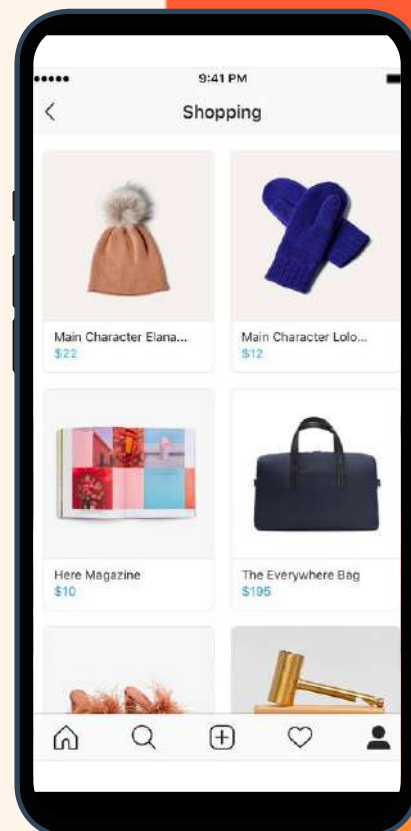 9:41 PM
Shopping
Main Character Elana...
$22
Main Character Lolo...
$12
Here Magazine
$10
The Everywhere Bag
$195